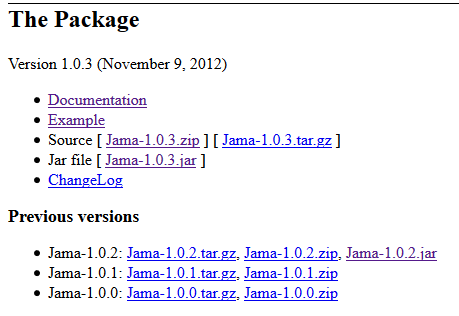 The Package
Version 1.0.3 (November 9, 2012)
Documentation
Example
Source [ Jama-1.0.3.zip ] [ Jama-1.0.3.tar.gz ]
Jar file [ Jama-1.0.3.jar ]
ChangeLog
Previous versions
Jama-1.0.2: Jama-1.0.2.tar.gz, Jama-1.0.2.zip, Jama-1.0.2.jar
Jama-1.0.1: Jama-1.0.1.tar.gz, Jama-1.0.1.zip
Jama-1.0.0: Jama-1.0.0.tar.gz, Jama-1.0.0.zip